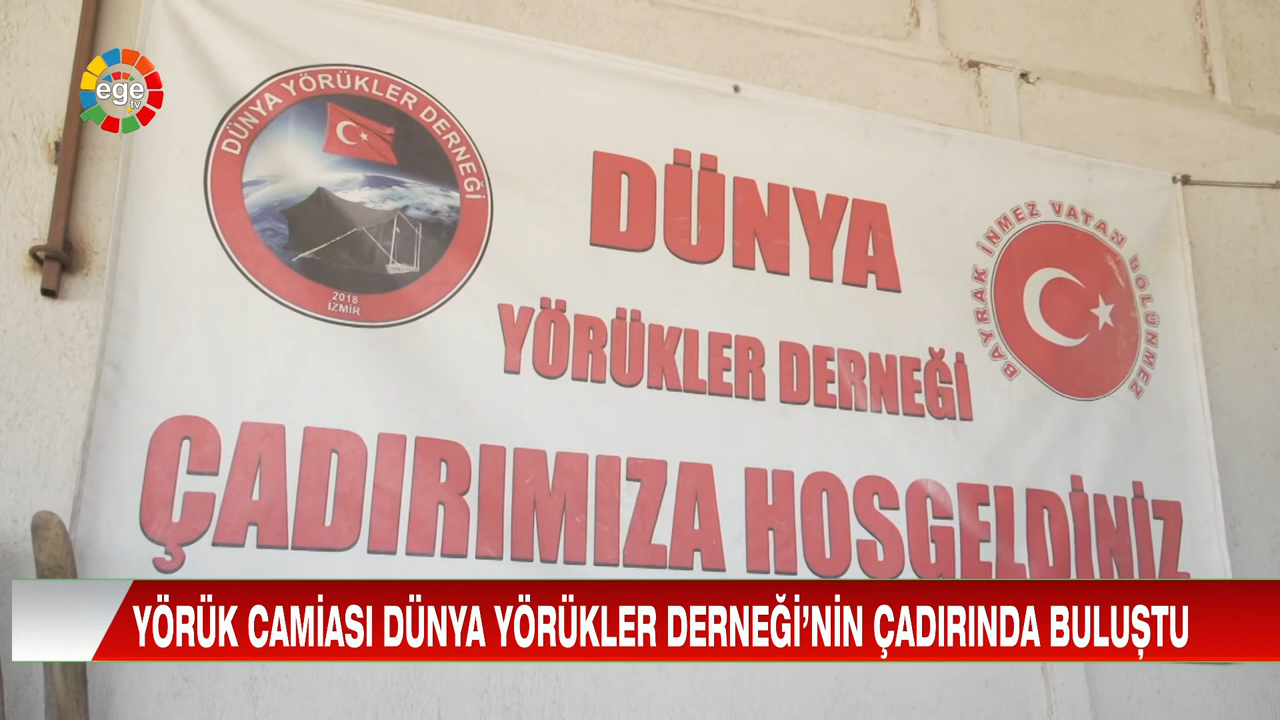 ege
tv
DÜNYA YÖRÜKLER DERNEĞİ
2018
İZMİR
DÜNYA
YÖRÜKLER DERNEĞİ
ÇADIRIMIZA HOSGELDİNİZ
BAYRAK İNMEZ VATAN BÖLÜNMEZ
YÖRÜK CAMİASI DÜNYA YÖRÜKLER DERNEĞİ’NİN ÇADIRINDA BULUŞTU